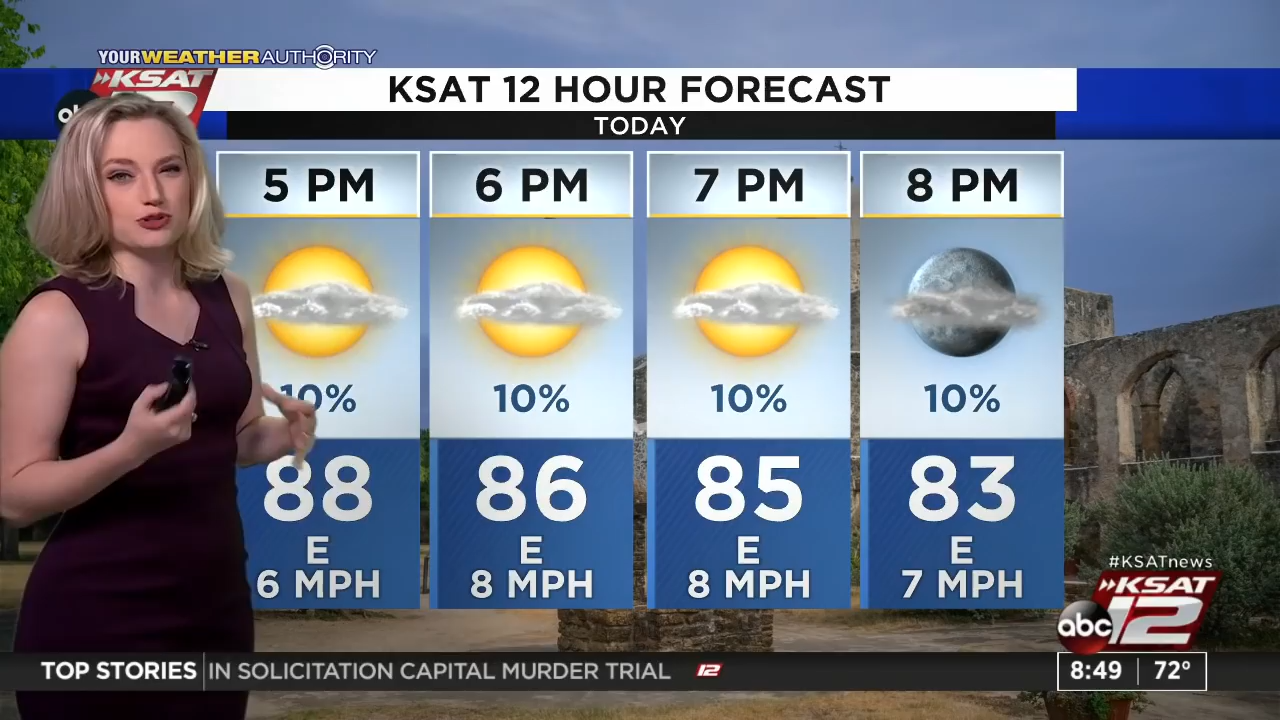 YOURWEATHERAUTHORITY
KSAT
KSAT 12 HOUR FORECAST
TODAY
5 PM 6 PM 7 PM 8 PM
10% 10% 10% 10%
88 86 85 83
E E E E
6 MPH 8 MPH 8 MPH 7 MPH
#KSATnews
KSAT
abc 12
TOP STORIES IN SOLICITATION CAPITAL MURDER TRIAL 12
8:49 72°